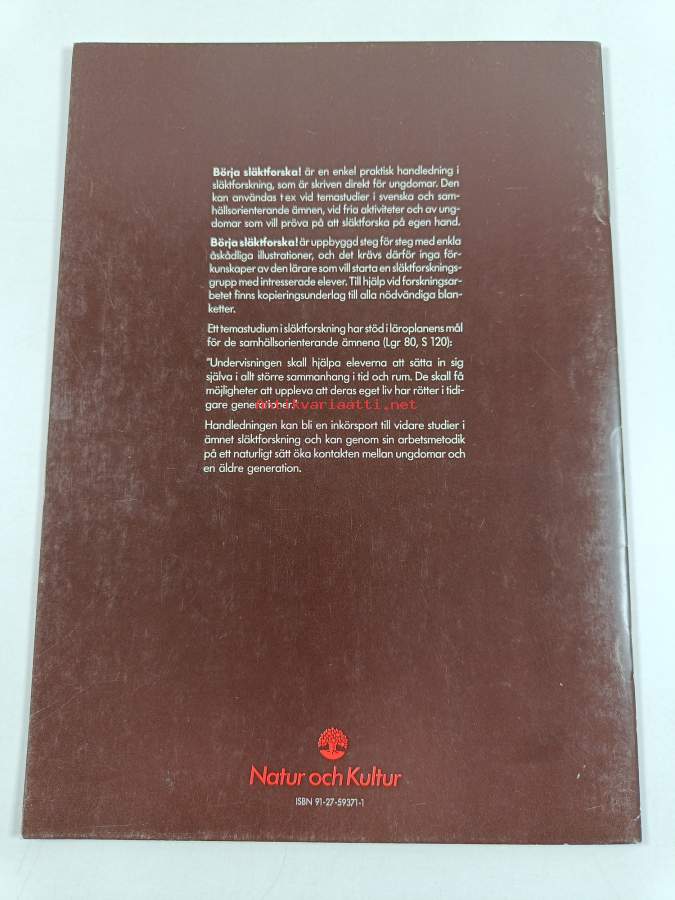 Börja släktforska! är en enkel praktisk handledning i
släktforskning, som är skriven direkt för ungdomar. Den
kan användas t ex vid temastudier i svenska och sam-
hällsorienterande ämnen, vid fria aktiviteter och av ung-
domar som vill pröva på att släktforska på egen hand.
Börja släktforska! är uppbyggd steg för steg med enkla
åskådliga illustrationer, och det krävs därför inga för-
kunskaper av den lärare som vill starta en släktforsknings-
grupp med intresserade elever. Till hjälp vid forskningsar-
betet finns kopieringsunderlag till alla nödvändiga blan-
ketter.
Ett temastudium i släktforskning har stöd i läroplanens mål
för de samhällsorienterande ämnena (Lgr 80, S 120):
"Undervisningen skall hjälpa eleverna att sätta in sig
själva i allt större sammanhang i tid och rum. De skall få
möjligheter att uppleva att deras eget liv har rötter i tidi-
gare generationer."
Antikvariaatti.net
Handledningen kan bli en inkörsport till vidare studier i
ämnet släktforskning och kan genom sin arbetsmetodik
på ett naturligt sätt öka kontakten mellan ungdomar och
en äldre generation.
Natur och Kultur
ISBN 91-27-59371-1